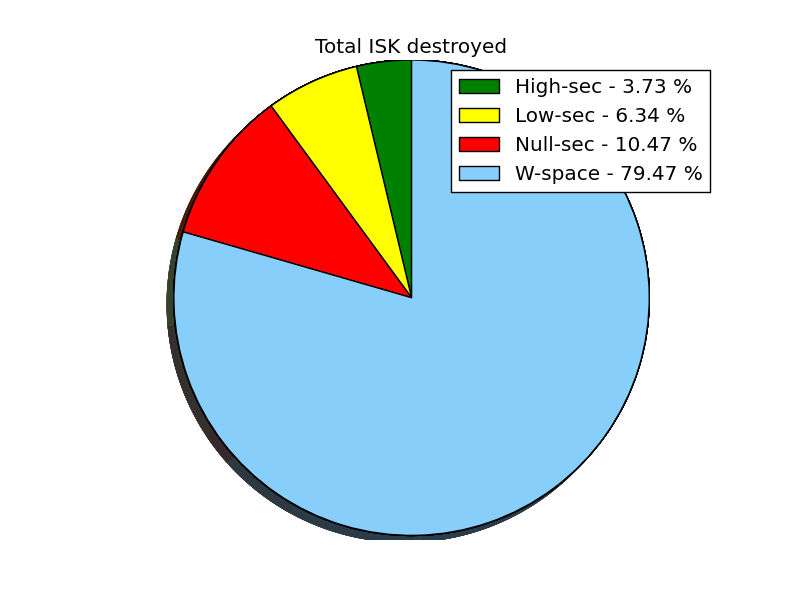 Total ISK destroyed
High-sec - 3.73 %
Low-sec - 6.34 %
Null-sec - 10.47 %
W-space - 79.47 %